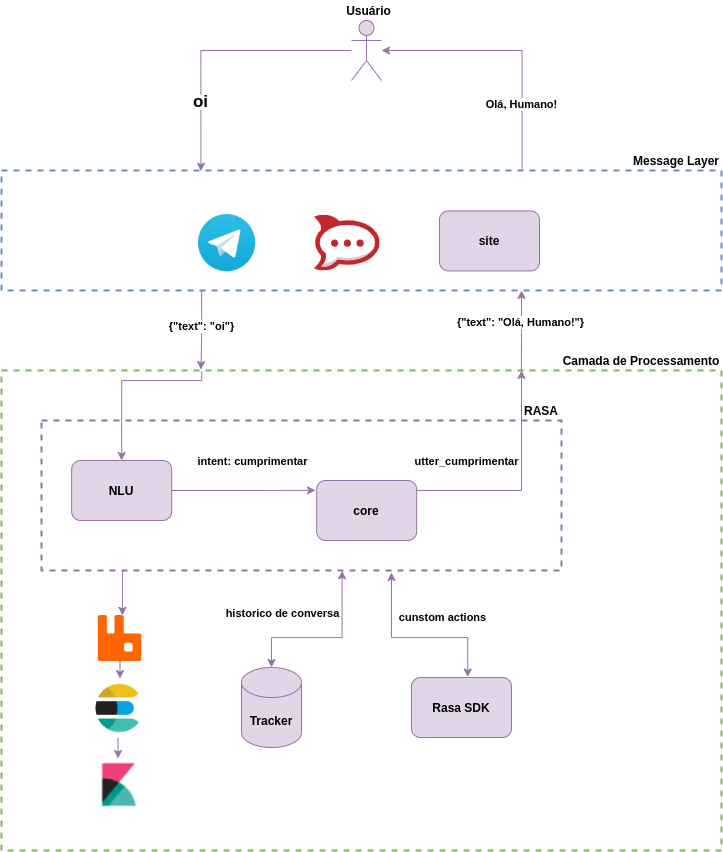 Usuário
oi
Olá, Humano!
Message Layer
site
{"text": "oi"}
{"text": "Olá, Humano!"}
Camada de Processamento
RASA
NLU
intent: cumprimentar
core
utter_cumprimentar
historico de conversa
cunstom actions
Tracker
Rasa SDK